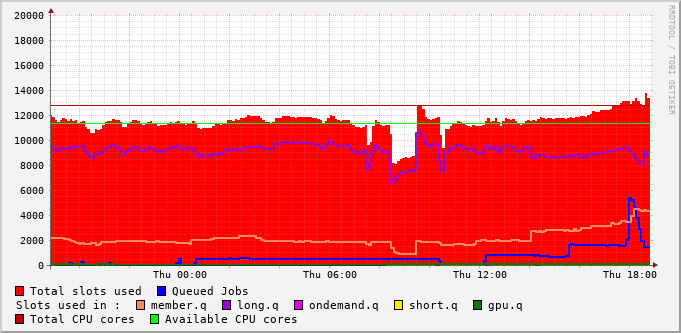 20000
18000
16000
14000
12000
10000
8000
6000
4000
2000
0
Thu 00:00 Thu 06:00 Thu 12:00 Thu 18:00
RRDTOOL / TOBI OETIKER
Total slots used Queued Jobs
Slots used in : member.q long.q ondemand.q short.q gpu.q
Total CPU cores Available CPU cores